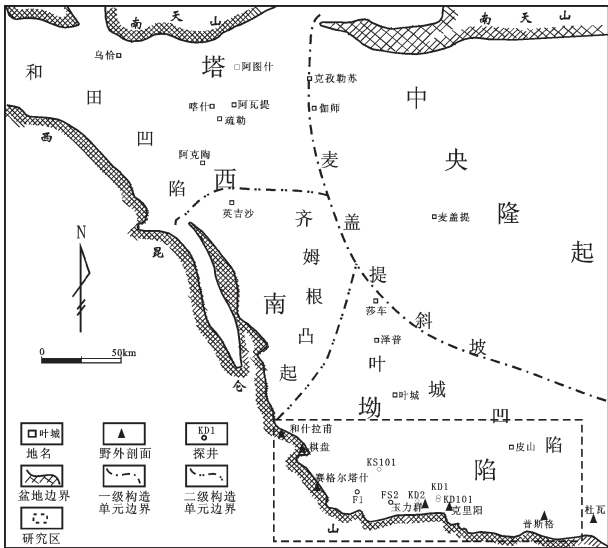 南天山
南天山
乌恰
阿图什
克孜勒苏
喀什
阿瓦提
伽师
疏勒
阿克陶
英吉沙
麦盖提
莎车
泽普
叶城
皮山
和田凹陷
塔西南坳陷
中央隆起
麦盖提斜坡
齐姆根凸起
叶城凹陷
西昆仑山
N
0 50km
和什拉甫
棋盘
赛格尔塔什
KS101
F1
FS2
KD2
KD1
KD101
玉力群
克里阳
普斯格
杜瓦
叶城
地名
野外剖面
KD1
探井
盆地边界
一级构造
单元边界
二级构造
单元边界
研究区